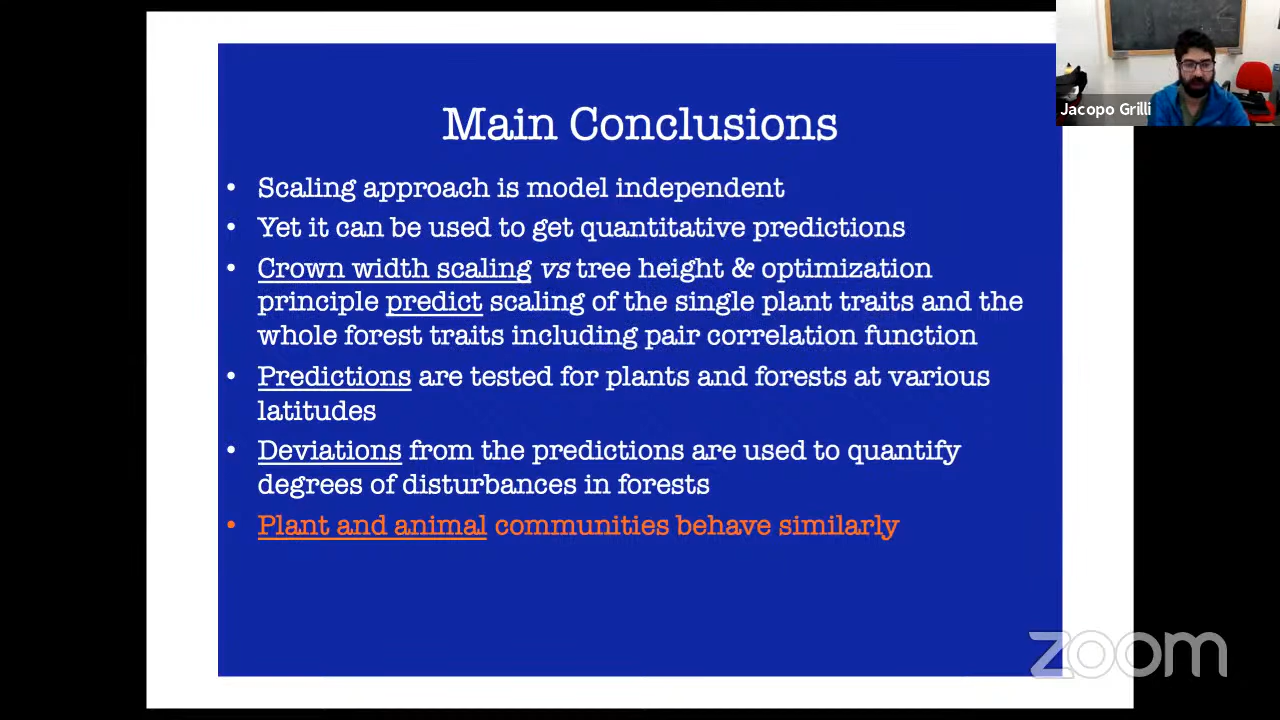 Main Conclusions
• Scaling approach is model independent
• Yet it can be used to get quantitative predictions
• Crown width scaling vs tree height & optimization
principle predict scaling of the single plant traits and the
whole forest traits including pair correlation function
• Predictions are tested for plants and forests at various
latitudes
• Deviations from the predictions are used to quantify
degrees of disturbances in forests
• Plant and animal communities behave similarly
Jacopo Grilli
zoom